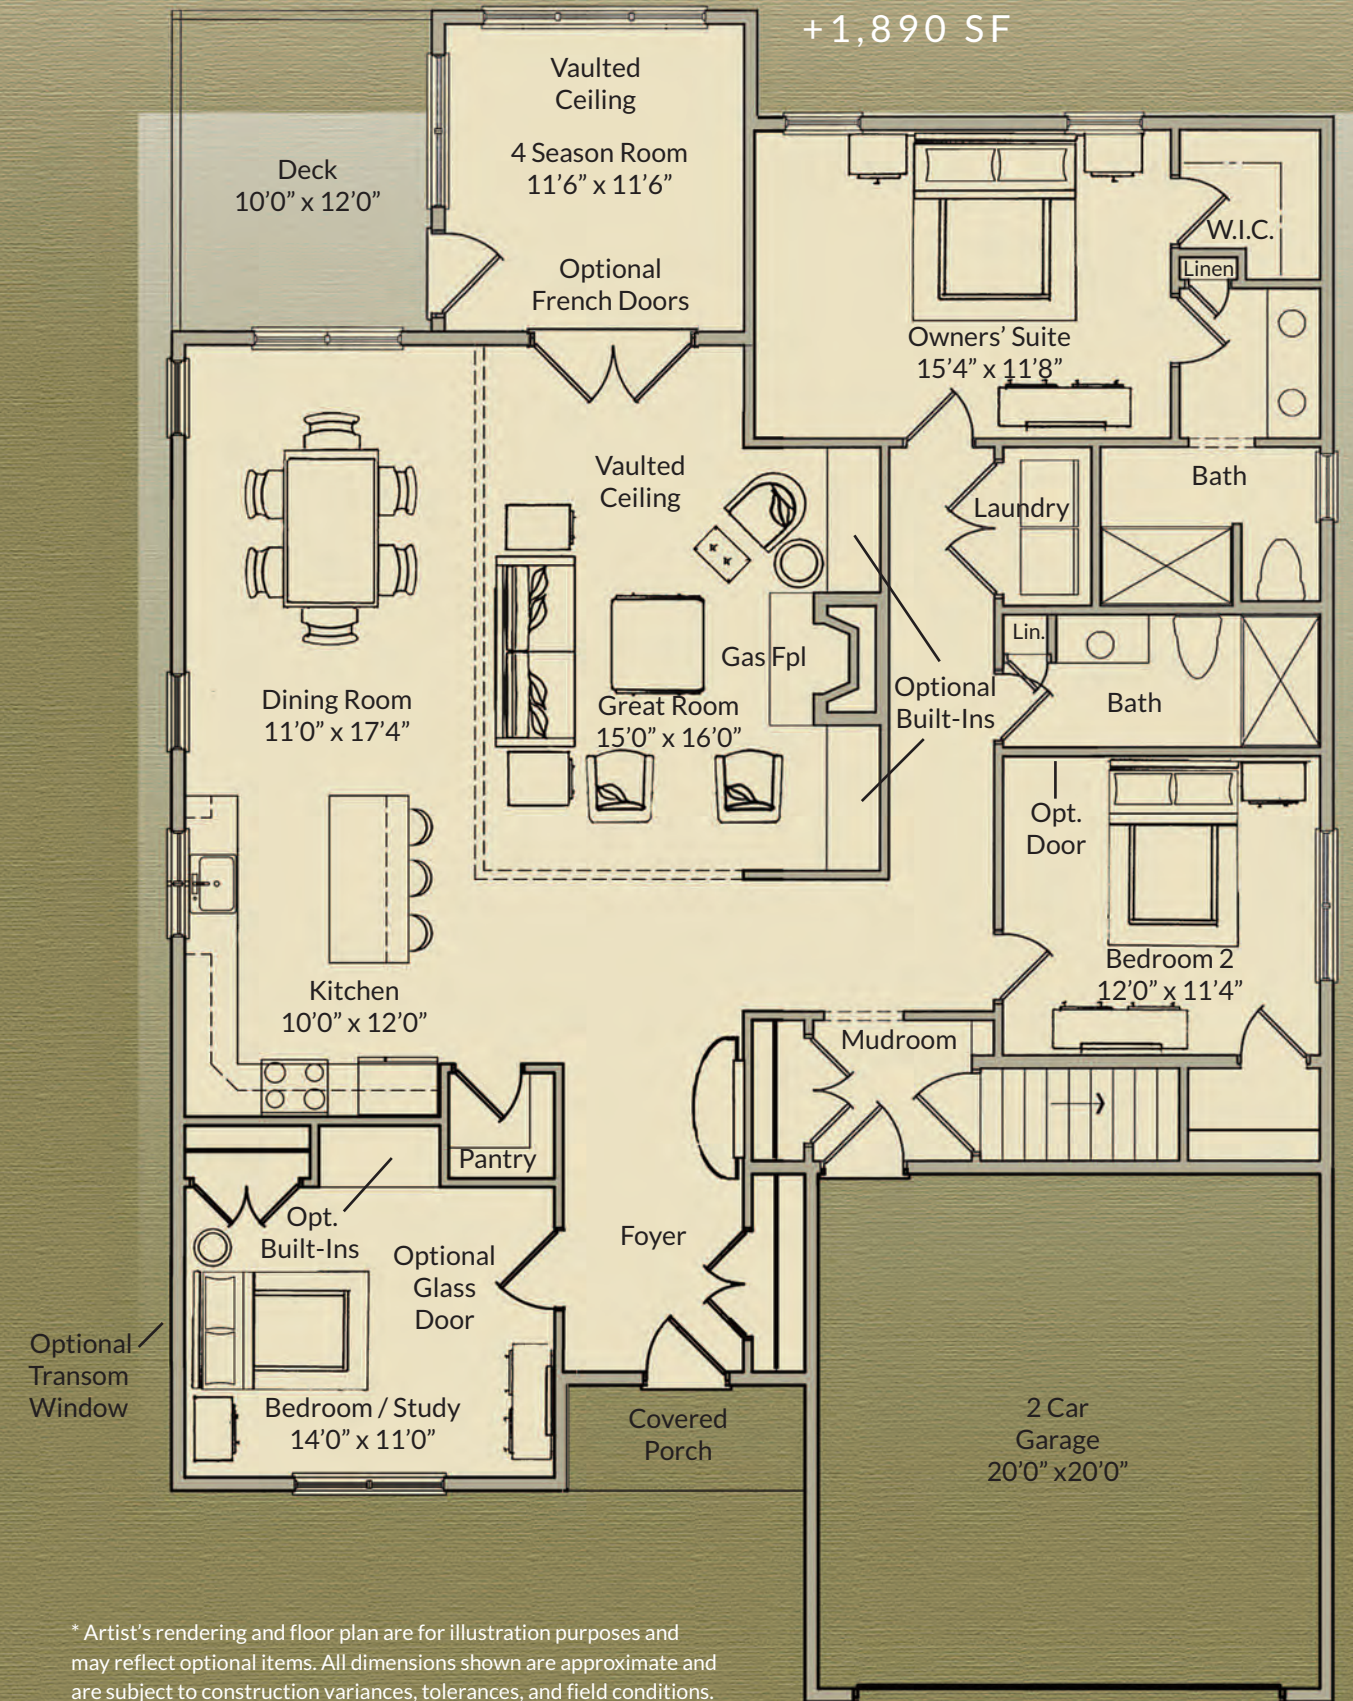 +1,890 SF
Vaulted
Ceiling
4 Season Room
11’6” x 11’6”
Optional
French Doors
Deck
10’0” x 12’0”
W.I.C.
Linen
Owners’ Suite
15’4” x 11’8”
Vaulted
Ceiling
Laundry
Bath
Gas Fpl
Great Room
15’0” x 16’0”
Dining Room
11’0” x 17’4”
Optional
Built-Ins
Lin.
Bath
Opt.
Door
Bedroom 2
12’0” x 11’4”
Kitchen
10’0” x 12’0”
Mudroom
Pantry
Opt.
Built-Ins
Optional
Glass
Door
Foyer
Optional
Transom
Window
Bedroom / Study
14’0” x 11’0”
Covered
Porch
2 Car
Garage
20’0” x20’0”
* Artist’s rendering and floor plan are for illustration purposes and
may reflect optional items. All dimensions shown are approximate and
are subject to construction variances, tolerances, and field conditions.